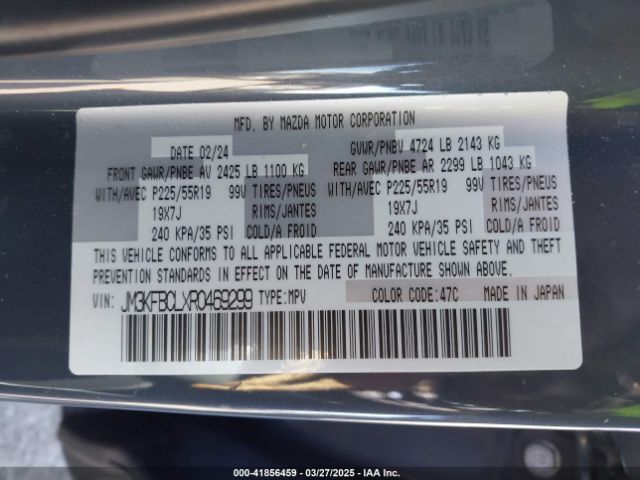 MFD. BY MAZDA MOTOR CORPORATION
DATE 02/24 GVWR/PNBV 4724 LB 2143 KG
FRONT GAWR/PNBE AV 2425 LB 1100 KG REAR GAWR/PNBE AR 2299 LB 1043 KG
WITH/AVEC P225/55R19 99V TIRES/PNEUS WITH/AVEC P225/55R19 99V TIRES/PNEUS
19X7J RIMS/JANTES 19X7J RIMS/JANTES
240 KPA/35 PSI COLD/A FROID 240 KPA/35 PSI COLD/A FROID
THIS VEHICLE CONFORMS TO ALL APPLICABLE FEDERAL MOTOR VEHICLE SAFETY AND THEFT
PREVENTION STANDARDS IN EFFECT ON THE DATE OF MANUFACTURE SHOWN ABOVE.
VIN: JM3KFBCLXR0469299 TYPE:MPV COLOR CODE:47C MADE IN JAPAN
000-41856459 • 03/27/2025 • IAA Inc.